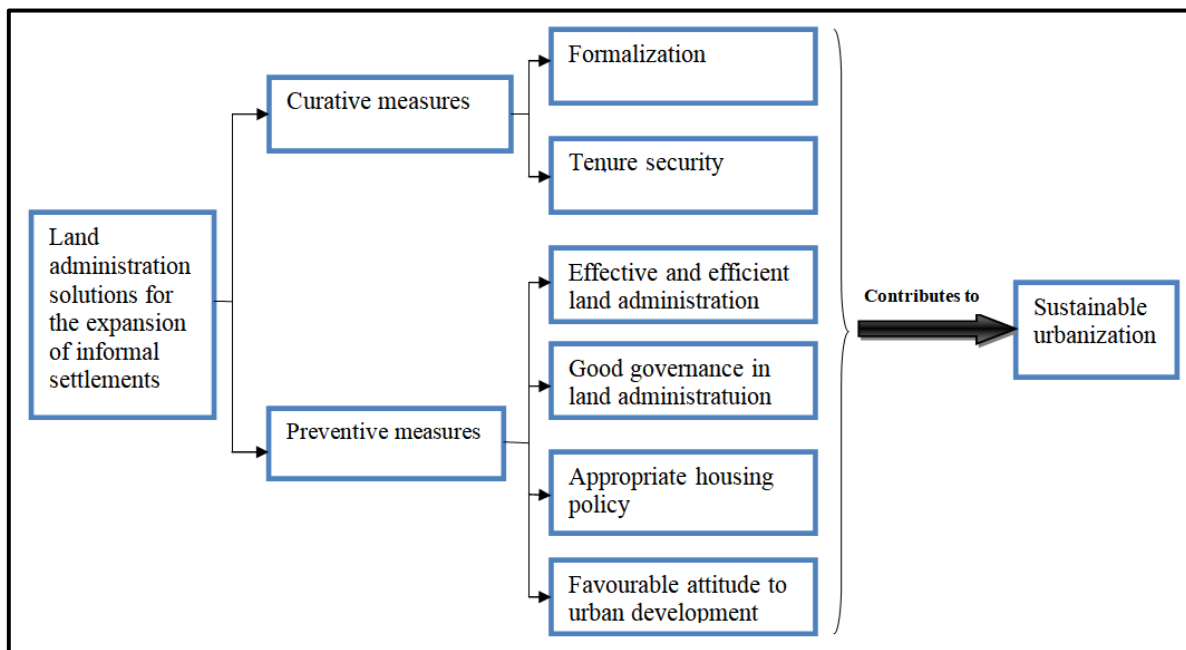 Land
administration
solutions for
the expansion
of informal
settlements
Curative measures
Preventive measures
Formalization
Tenure security
Effective and efficient
land administration
Good governance in
land administratuion
Appropriate housing
policy
Favourable attitude to
urban development
Contributes to
Sustainable
urbanization